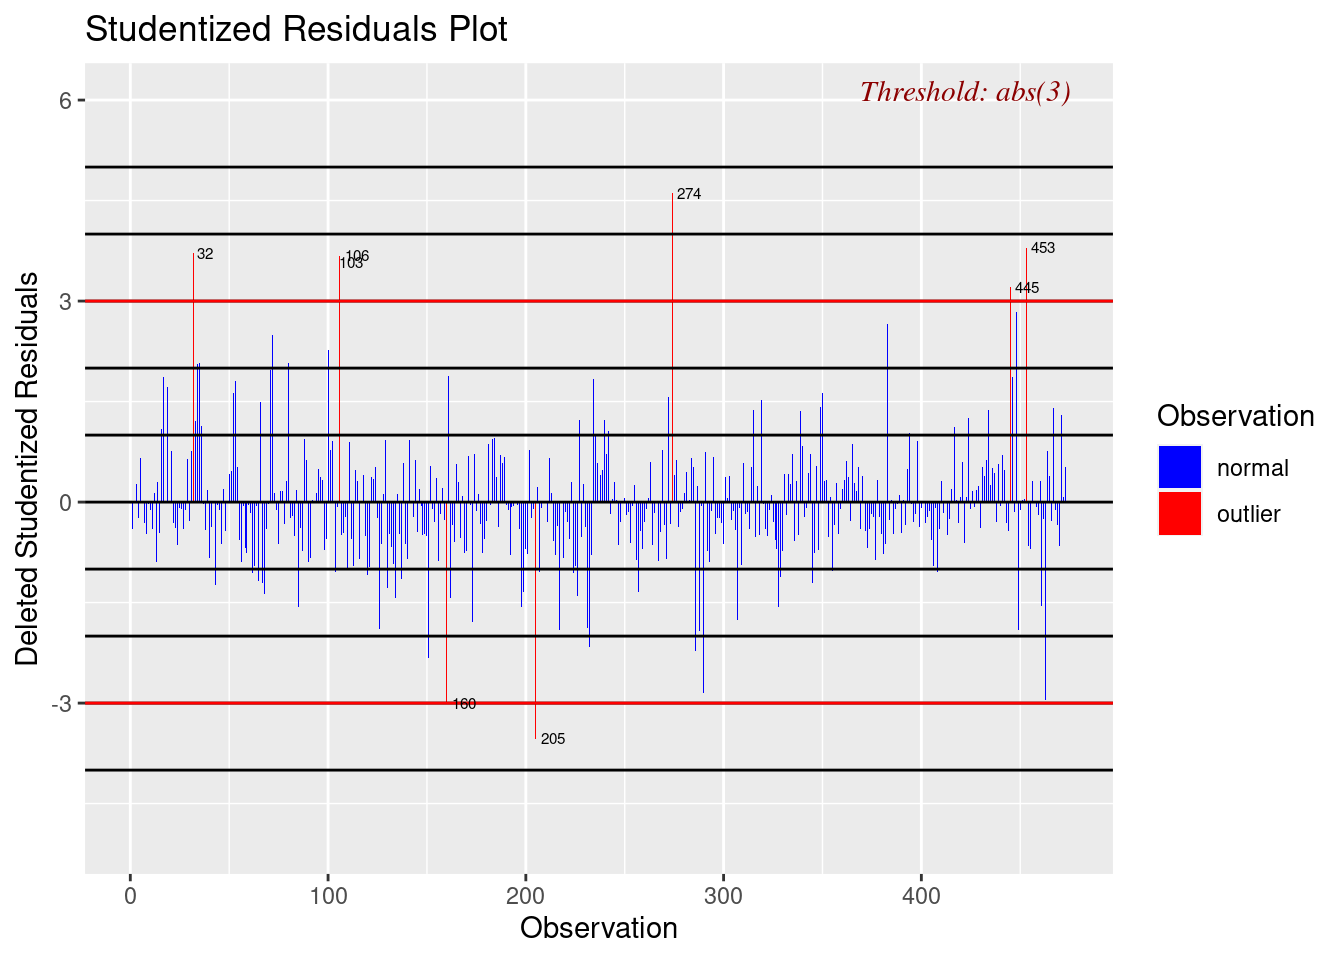 Studentized Residuals Plot
Threshold: abs(3)
6
3
0
-3
Deleted Studentized Residuals
32
106
103
274
453
445
160
205
0
100
200
300
400
Observation
Observation
normal
outlier